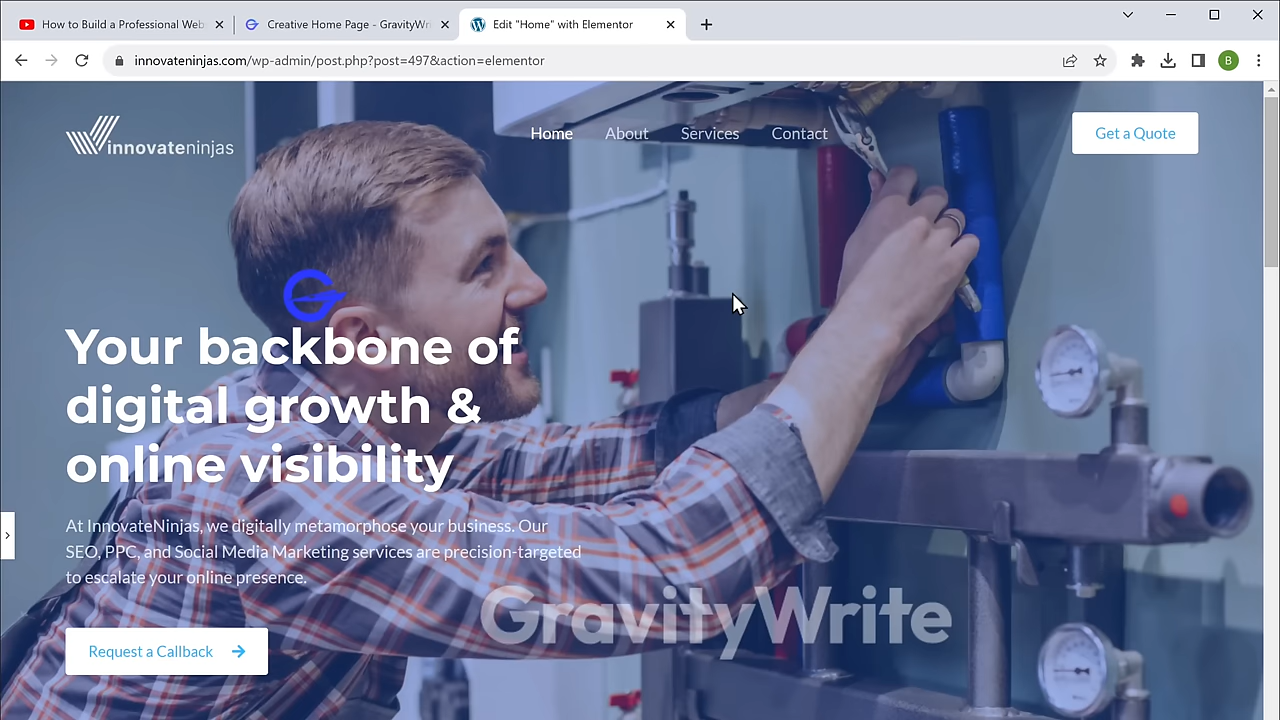 How to Build a Professional Web
Creative Home Page - GravityWr
Edit "Home" with Elementor
innovateninjas.com/wp-admin/post.php?post=497&action=elementor
B
innovateninjas
Home
About
Services
Contact
Get a Quote
Your backbone of
digital growth &
online visibility
At InnovateNinjas, we digitally metamorphose your business. Our
SEO, PPC, and Social Media Marketing services are precision-targeted
to escalate your online presence.
GravityWrite
Request a Callback